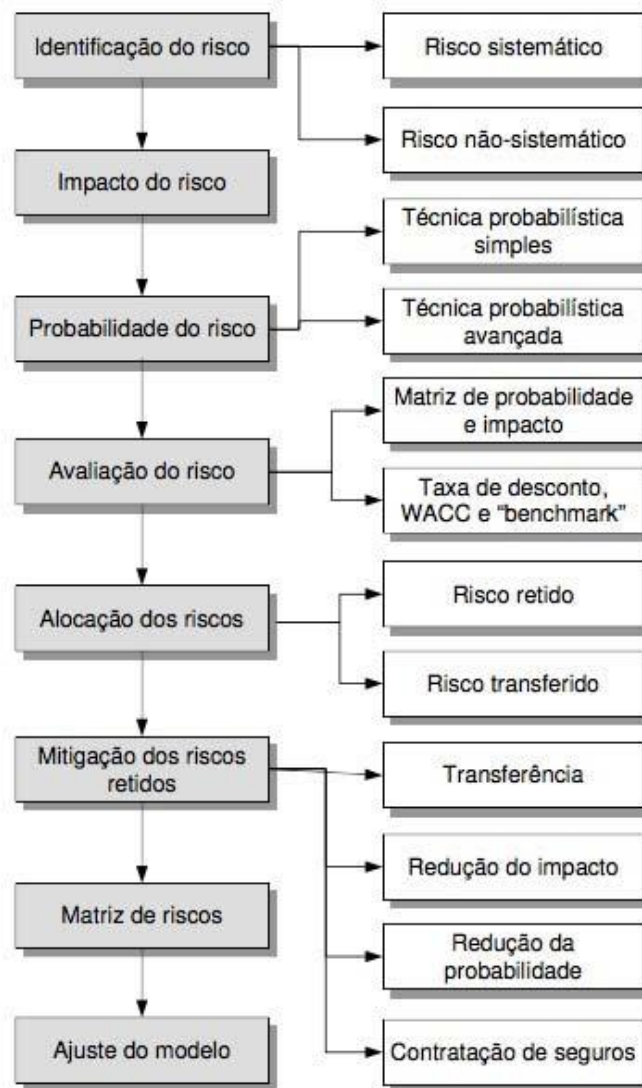 Identificação do risco
Risco sistemático
Risco não-sistemático
Impacto do risco
Técnica probabilística
simples
Probabilidade do risco
Técnica probabilística
avançada
Matriz de probabilidade
e impacto
Avaliação do risco
Taxa de desconto,
WACC e “benchmark”
Alocação dos riscos
Risco retido
Risco transferido
Mitigação dos riscos
retidos
Transferência
Redução do impacto
Matriz de riscos
Redução da
probabilidade
Ajuste do modelo
Contratação de seguros